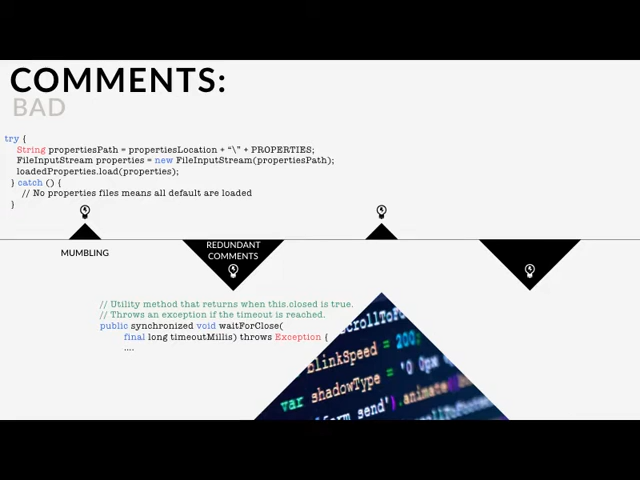 COMMENTS:
BAD
try {
String propertiesPath = propertiesLocation + "\" + PROPERTIES;
FileInputStream properties = new FileInputStream(propertiesPath);
loadedProperties.load(properties);
} catch () {
// No properties files means all default are loaded
}
MUMBLING
REDUNDANT
COMMENTS
// Utility method that returns when this.closed is true.
// Throws an exception if the timeout is reached.
public synchronized void waitForClose(
final long timeoutMillis) throws Exception {
....
scrollToFo
blinkSpeed = 200;
var shadowType = '0 0px
send').animate(